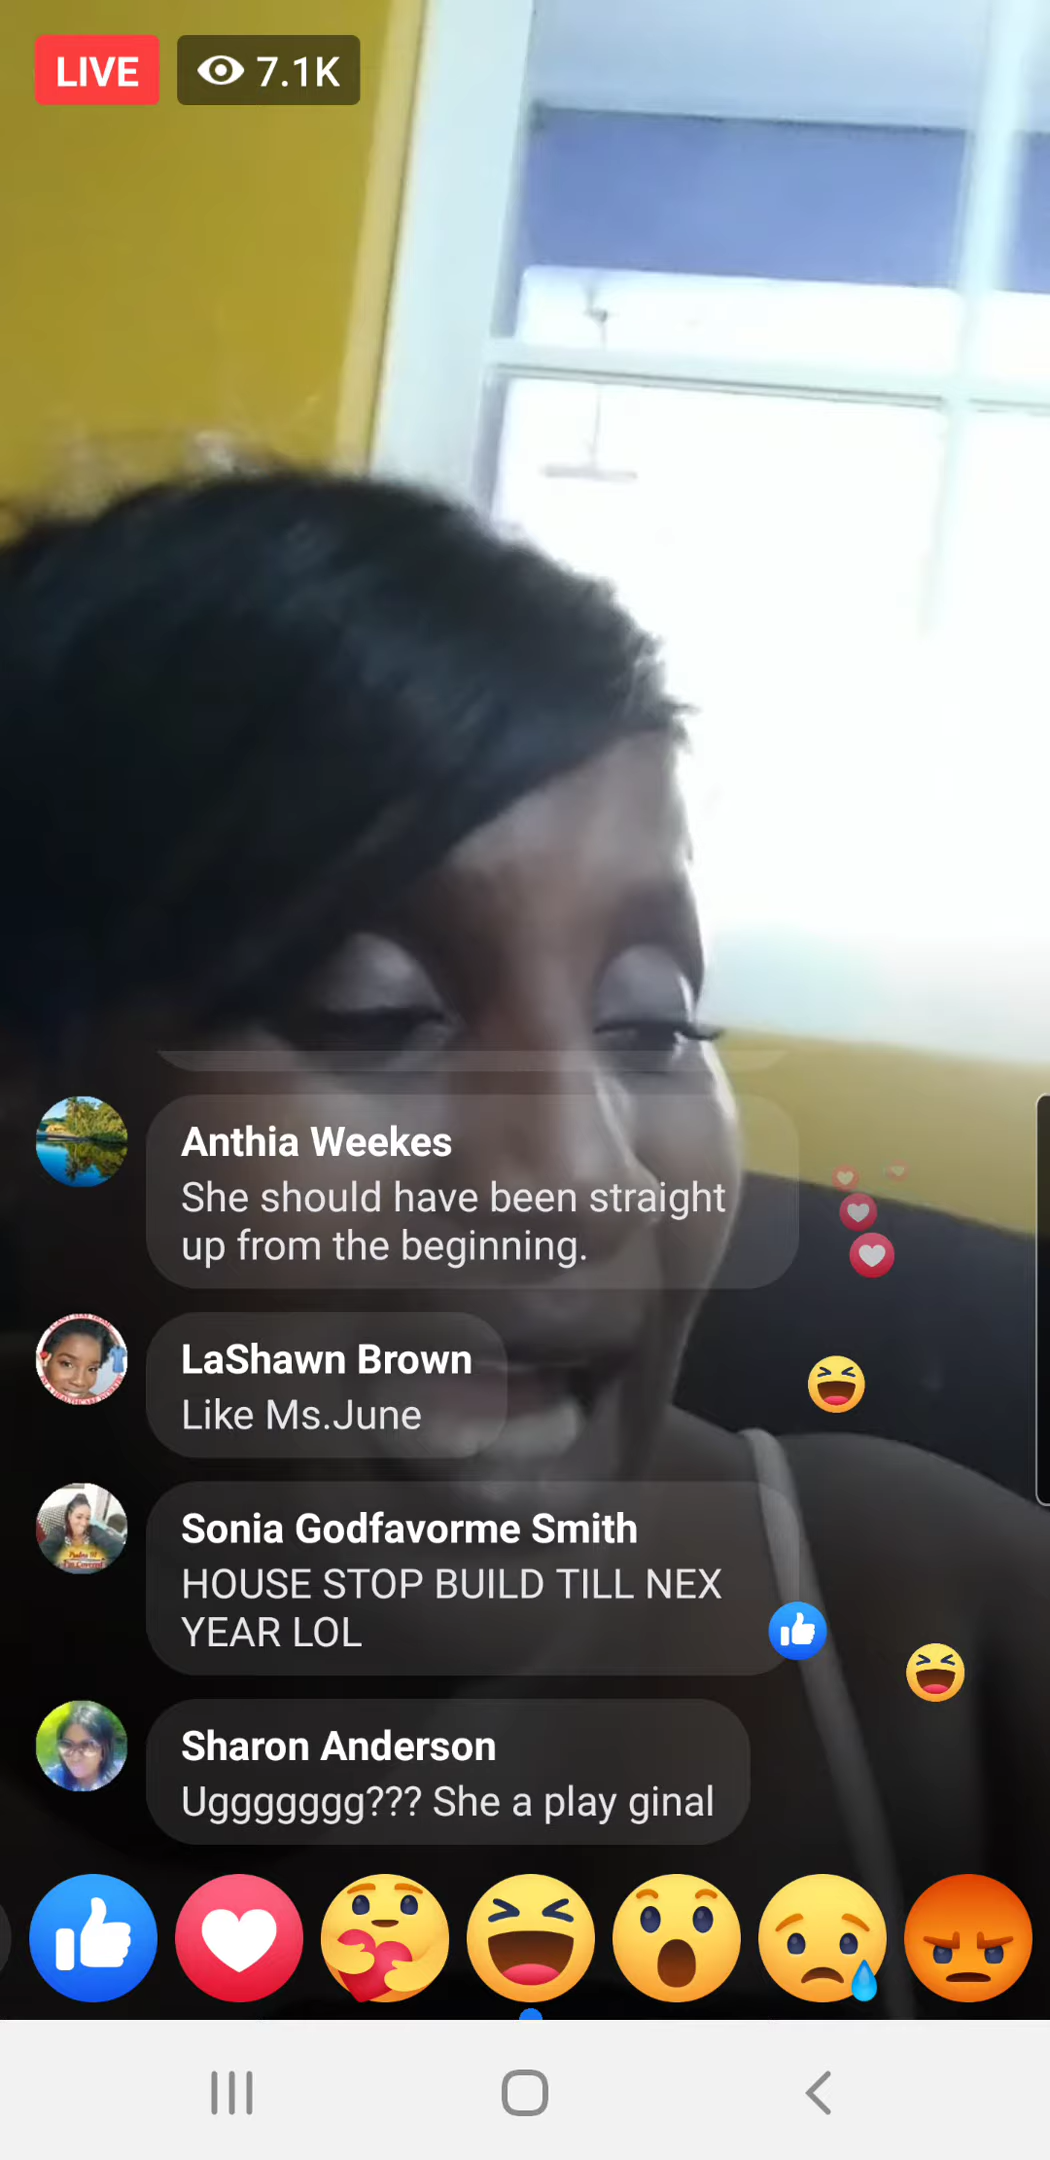 LIVE 7.1K
Anthia Weekes
She should have been straight
up from the beginning.
LaShawn Brown
Like Ms.June
Sonia Godfavorme Smith
HOUSE STOP BUILD TILL NEX
YEAR LOL
Sharon Anderson
Uggggggg??? She a play ginal